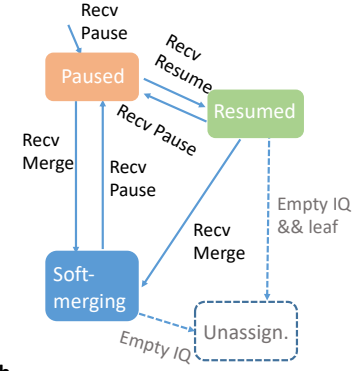 Recv
Pause
Paused
Recv
Resume
Recv Pause
Resumed
Recv
Merge
Recv
Pause
Recv
Merge
Empty IQ
&& leaf
Soft-
merging
Empty IQ
Unassign.